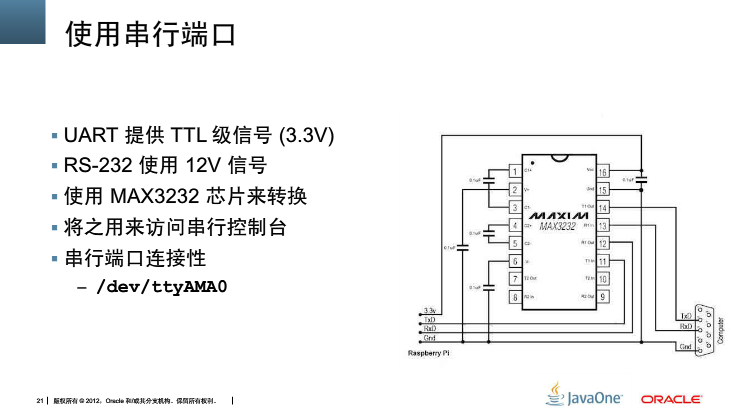 使用串行端口
UART 提供 TTL 级信号 (3.3V)
RS-232 使用 12V 信号
使用 MAX3232 芯片来转换
将之用来访问串行控制台
串行端口连接性
– /dev/ttyAMA0
1 C1+
2 V+
3 C1-
4 C2+
5 C2-
6 V-
7 T2 Out
8 R2 In
16 Vcc
15 Gnd
14 T1 Out
13 R1 In
12 R1 Out
11 T1 In
10 T2 In
9 R2 Out
MAXIM
MAX3232
0.1uF
0.1uF
0.1uF
0.1uF
0.1uF
3.3v
TxD
RxD
Gnd
Raspberry Pi
TxD
RxD
Gnd
Computer
21 版权所有 © 2012，Oracle 和/或其分支机构。保留所有权利。
JavaOne
ORACLE